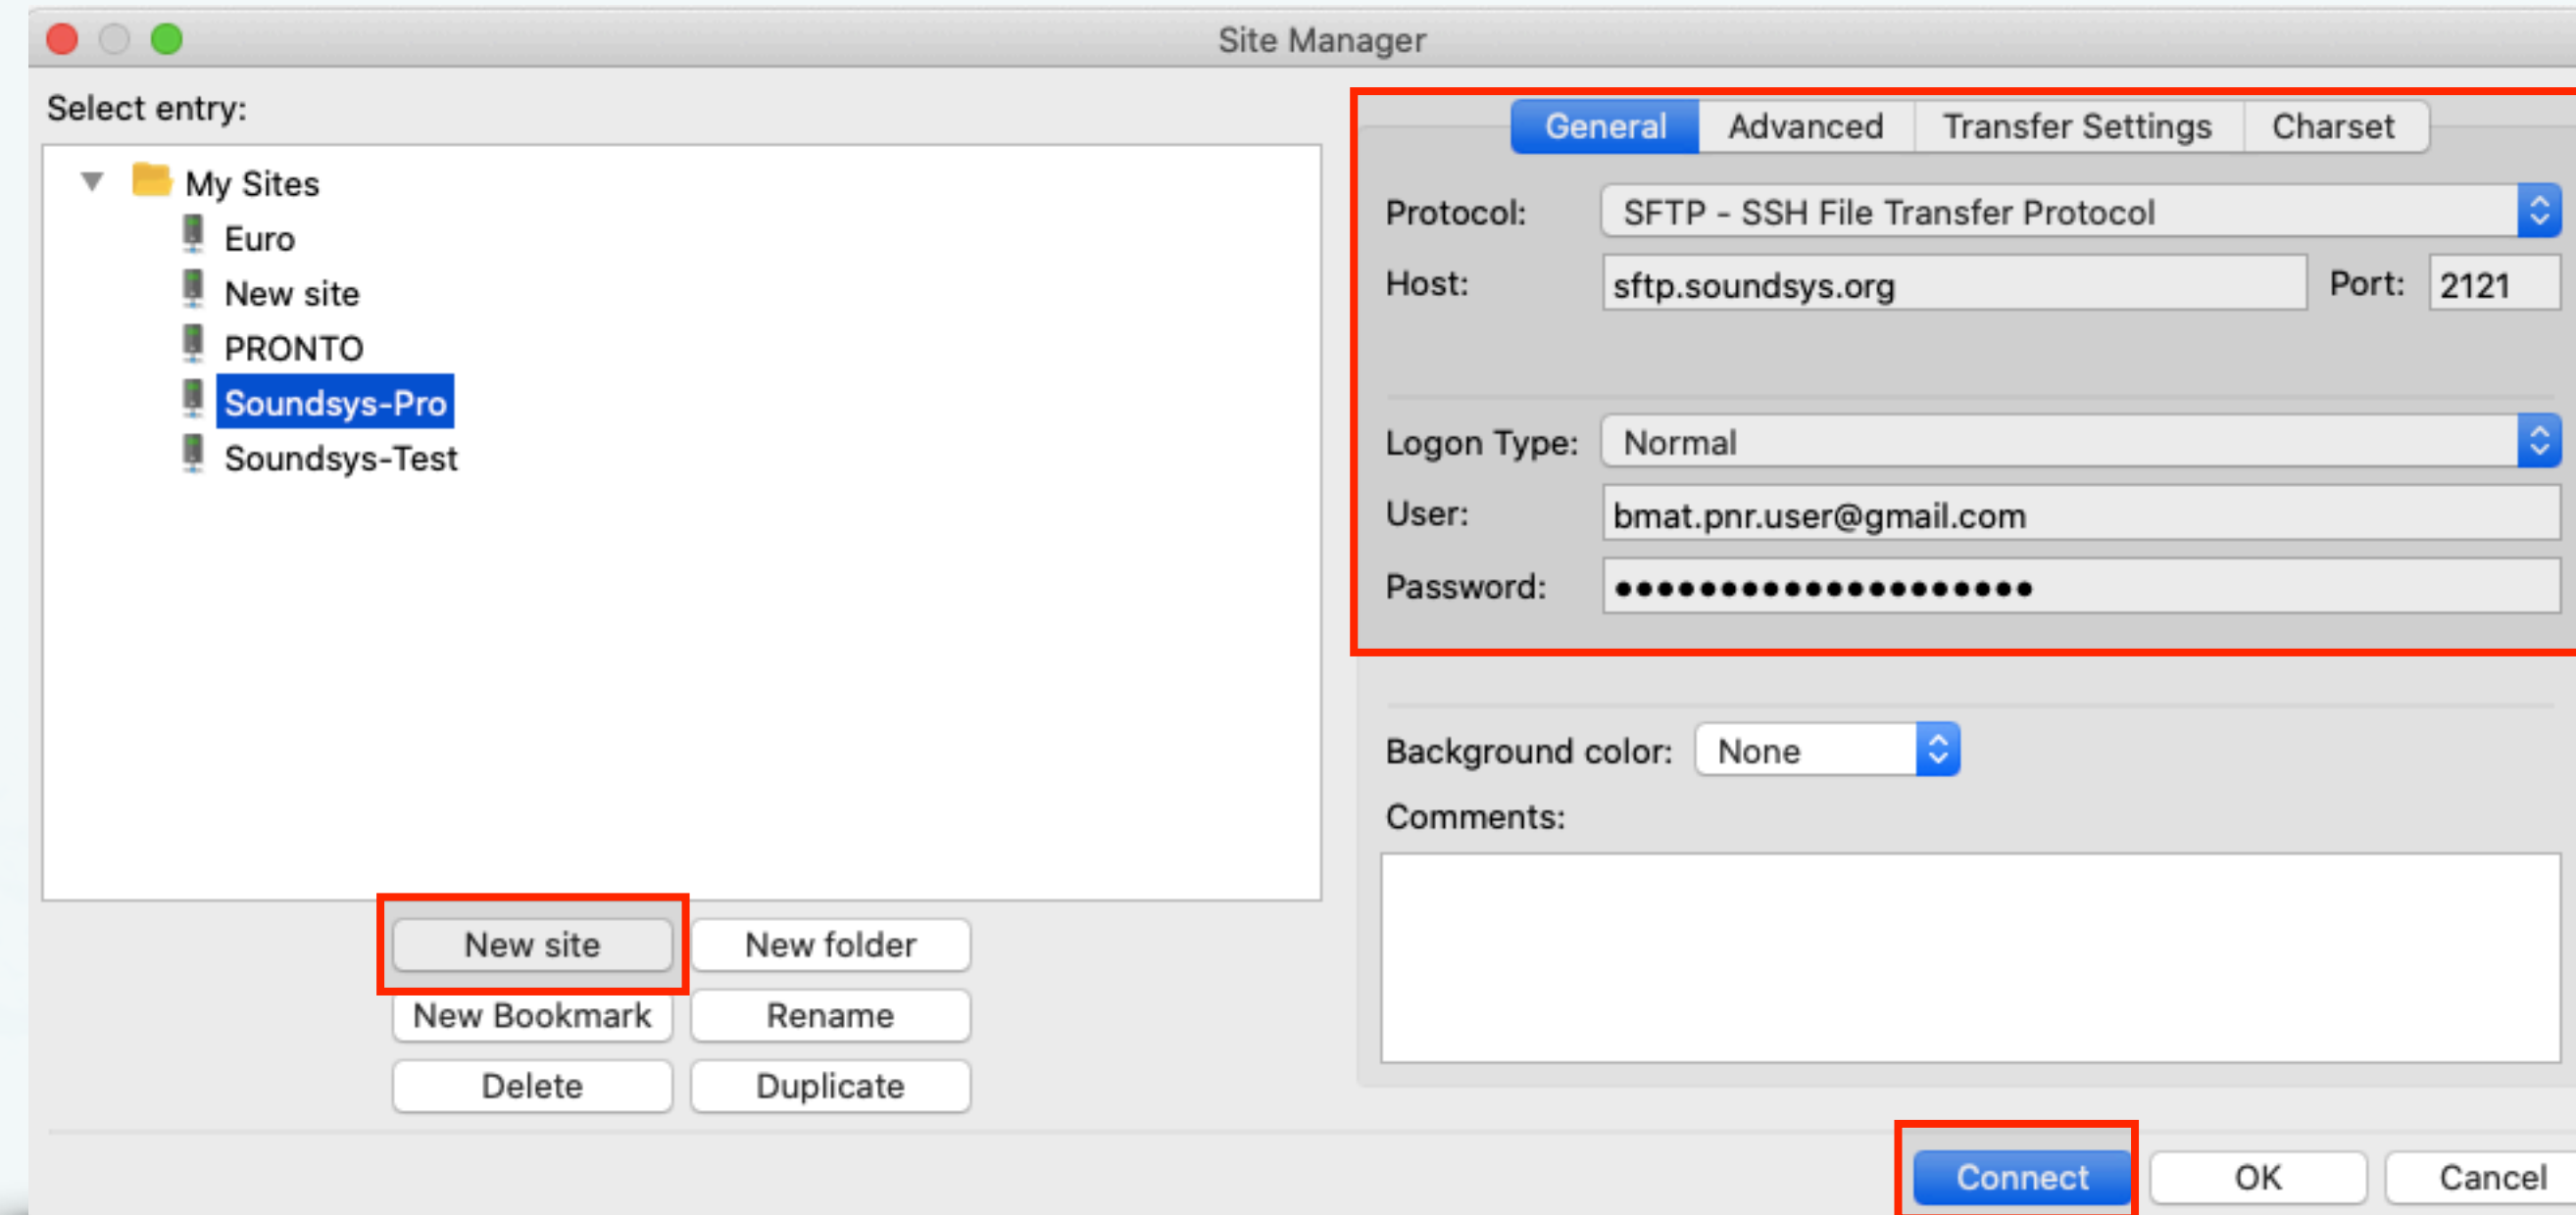 Site Manager
Select entry:
My Sites
Euro
New site
PRONTO
Soundsys-Pro
Soundsys-Test
New site
New folder
New Bookmark
Rename
Delete
Duplicate
General
Advanced
Transfer Settings
Charset
Protocol: SFTP - SSH File Transfer Protocol
Host: sftp.soundsys.org Port: 2121
Logon Type: Normal
User: bmat.pnr.user@gmail.com
Password: ••••••••••••••••••••
Background color: None
Comments:
Connect
OK
Cancel